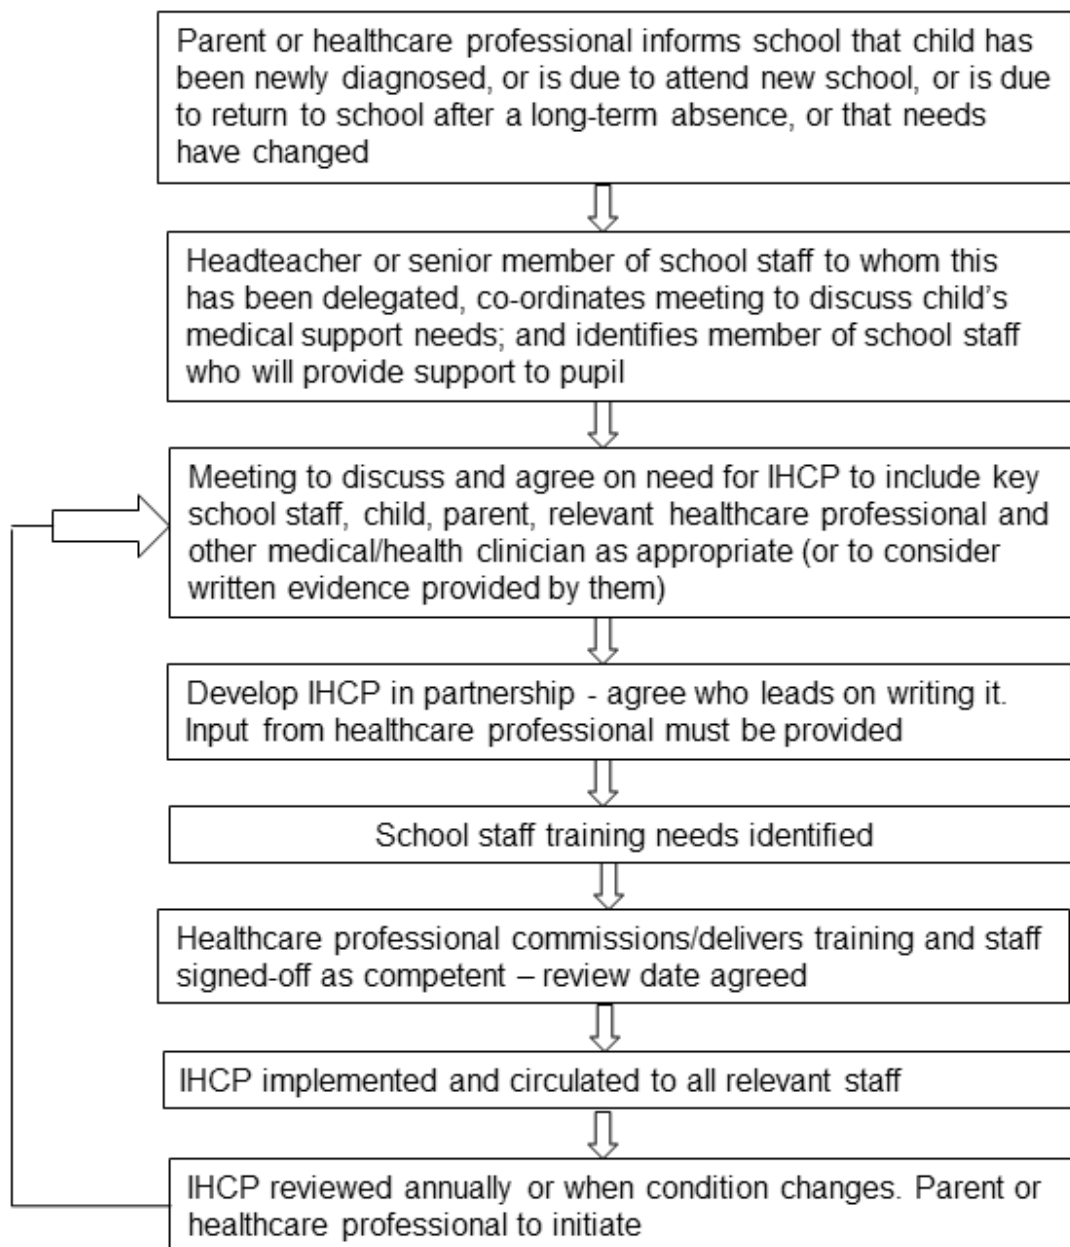 Parent or healthcare professional informs school that child has
been newly diagnosed, or is due to attend new school, or is due
to return to school after a long-term absence, or that needs
have changed
Headteacher or senior member of school staff to whom this
has been delegated, co-ordinates meeting to discuss child’s
medical support needs; and identifies member of school staff
who will provide support to pupil
Meeting to discuss and agree on need for IHCP to include key
school staff, child, parent, relevant healthcare professional and
other medical/health clinician as appropriate (or to consider
written evidence provided by them)
Develop IHCP in partnership - agree who leads on writing it.
Input from healthcare professional must be provided
School staff training needs identified
Healthcare professional commissions/delivers training and staff
signed-off as competent – review date agreed
IHCP implemented and circulated to all relevant staff
IHCP reviewed annually or when condition changes. Parent or
healthcare professional to initiate